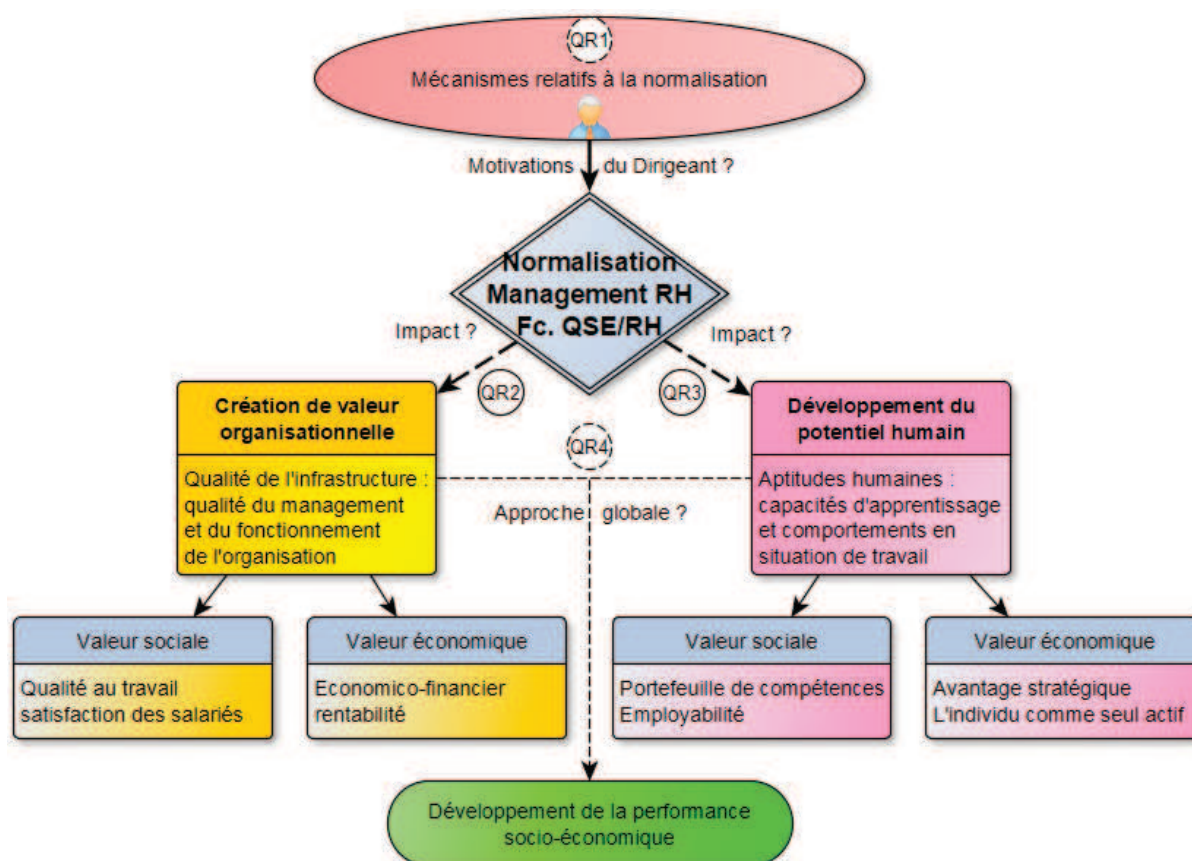 QR1
Mécanismes relatifs à la normalisation
Motivations du Dirigeant ?
Normalisation
Management RH
Fc. QSE/RH
Impact ?
Impact ?
QR2
QR3
Création de valeur
organisationnelle
Qualité de l'infrastructure :
qualité du management
et du fonctionnement
de l'organisation
QR4
Approche globale ?
Développement du
potentiel humain
Aptitudes humaines :
capacités d'apprentissage
et comportements en
situation de travail
Valeur sociale
Qualité au travail
satisfaction des salariés
Valeur économique
Economico-financier
rentabilité
Valeur sociale
Portefeuille de compétences
Employabilité
Valeur économique
Avantage stratégique
L'individu comme seul actif
Développement de la performance
socio-économique